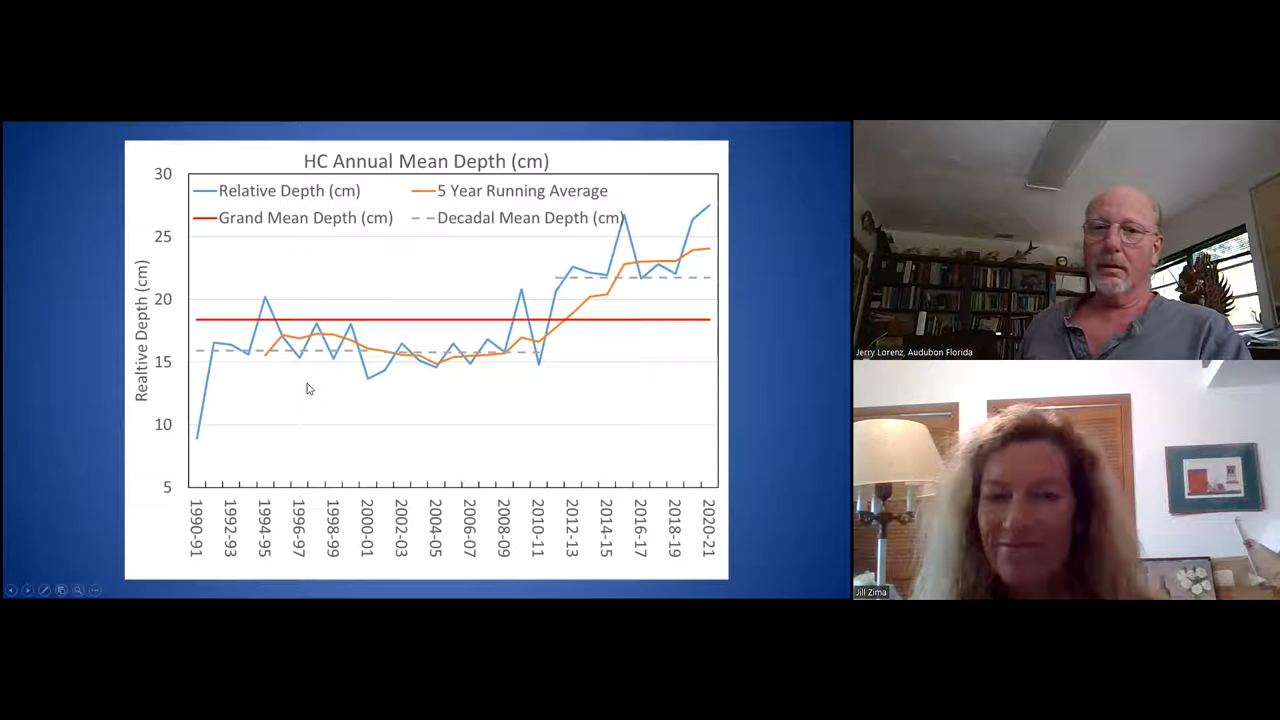 HC Annual Mean Depth (cm)
Relative Depth (cm)
5 Year Running Average
Grand Mean Depth (cm)
Decadal Mean Depth (cm)
Realtive Depth (cm)
30
25
20
15
10
5
1990-91
1992-93
1994-95
1996-97
1998-99
2000-01
2002-03
2004-05
2006-07
2008-09
2010-11
2012-13
2014-15
2016-17
2018-19
2020-21
Jerry Lorenz, Audubon Florida
Jill Zima